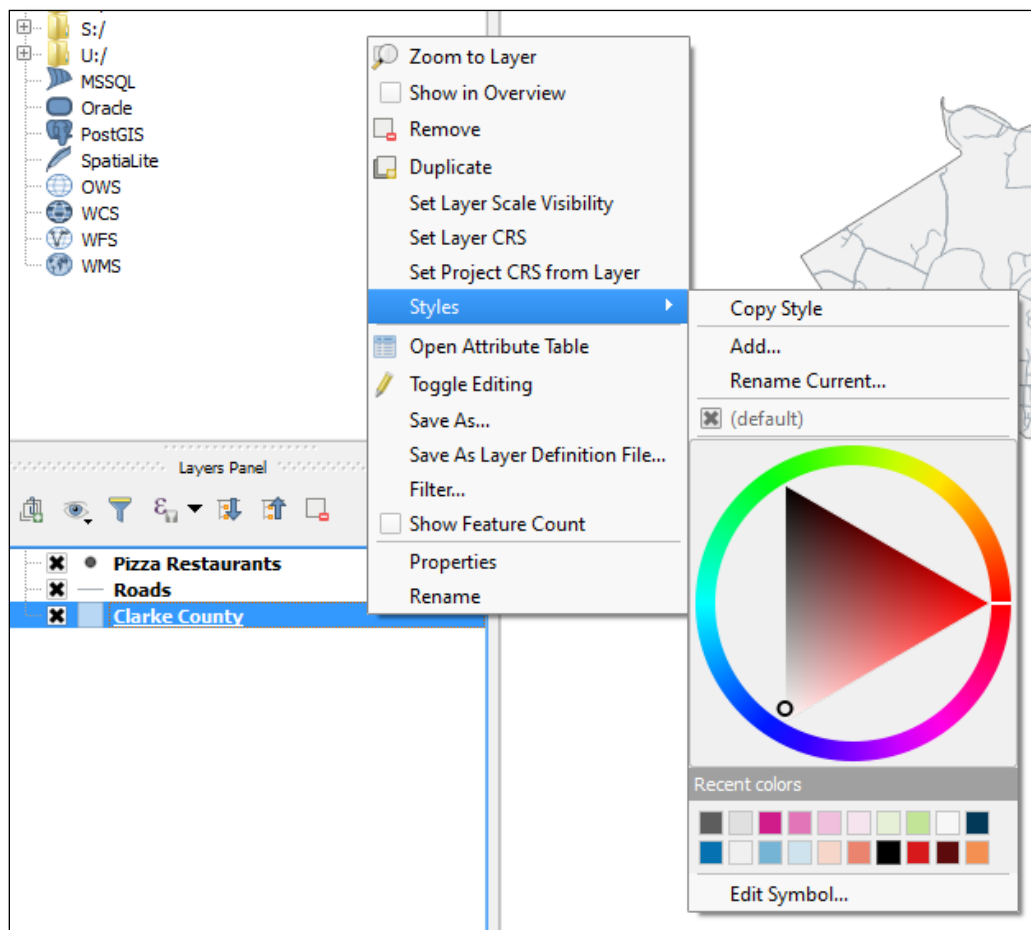 S:/
U:/
MSSQL
Oracle
PostGIS
SpatiaLite
OWS
WCS
WFS
WMS
Layers Panel
Pizza Restaurants
Roads
Clarke County
Zoom to Layer
Show in Overview
Remove
Duplicate
Set Layer Scale Visibility
Set Layer CRS
Set Project CRS from Layer
Styles
Open Attribute Table
Toggle Editing
Save As...
Save As Layer Definition File...
Filter...
Show Feature Count
Properties
Rename
Copy Style
Add...
Rename Current...
(default)
Recent colors
Edit Symbol...